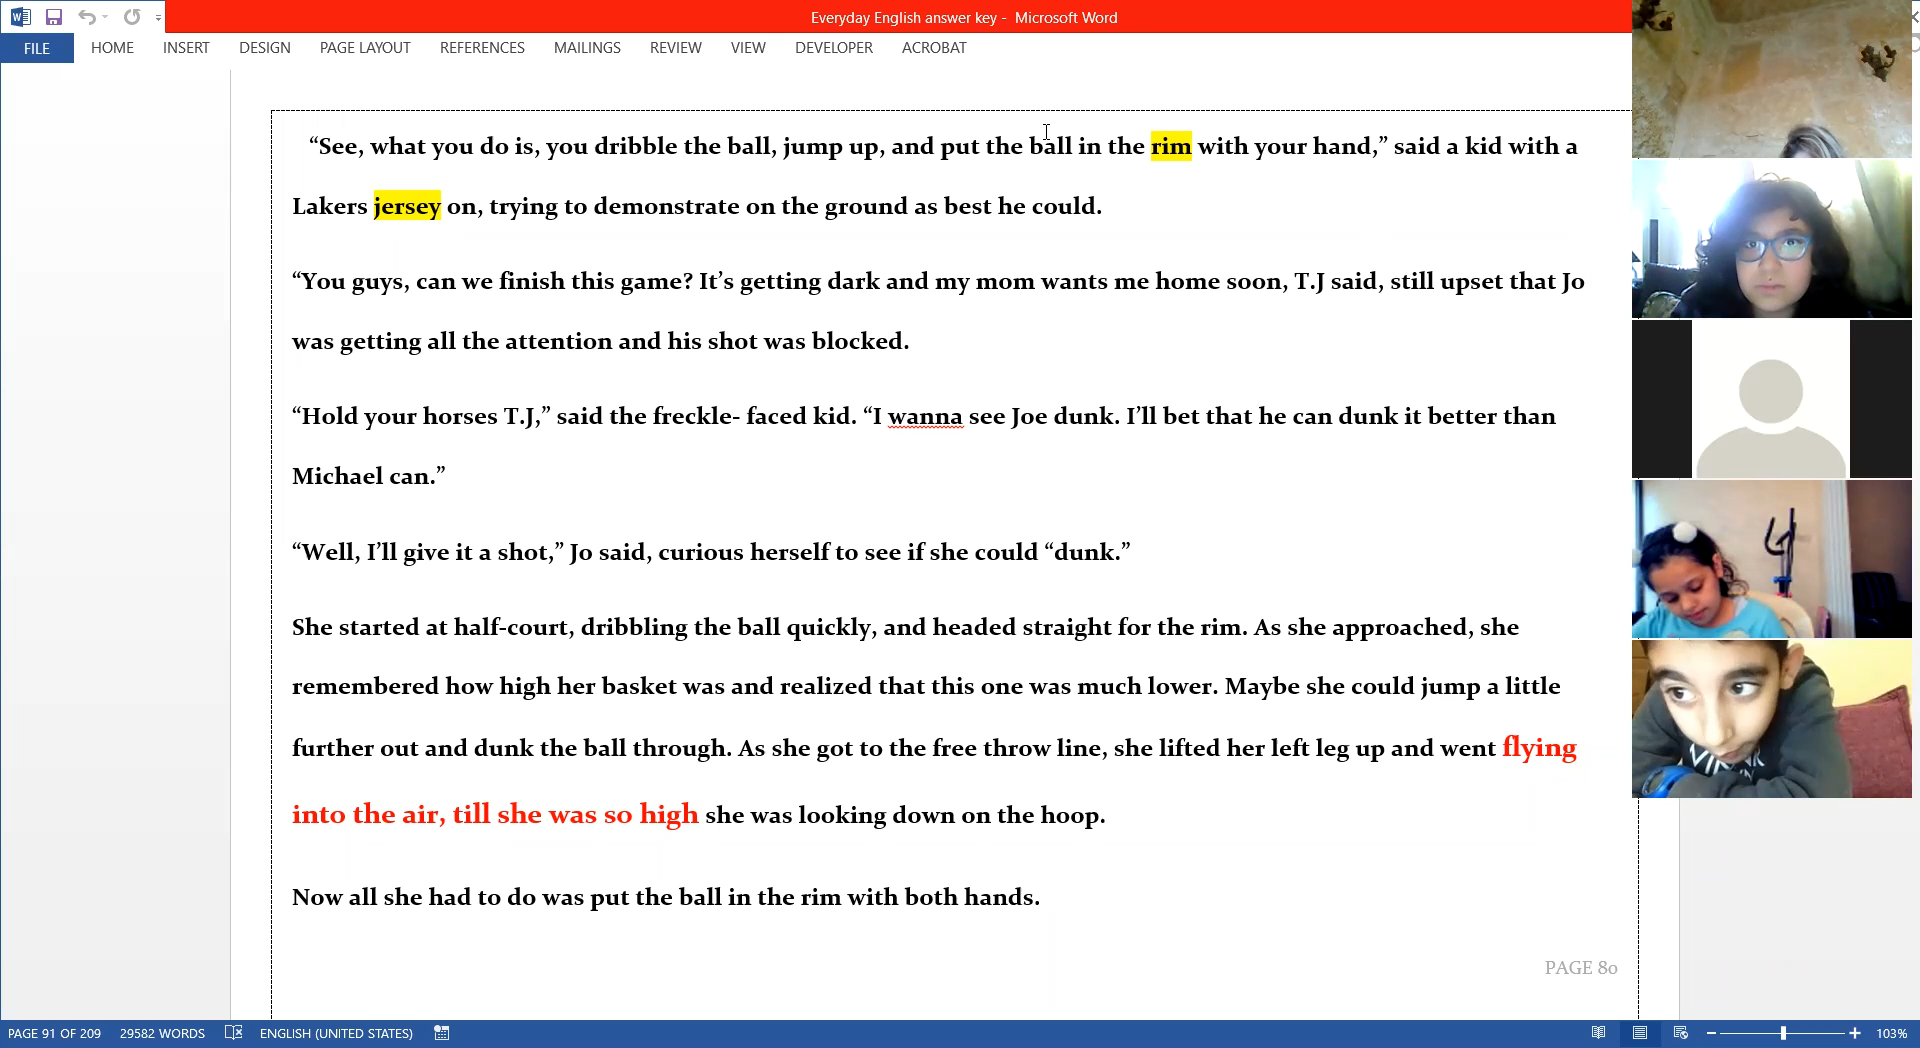 Everyday English answer key - Microsoft Word
FILE HOME INSERT DESIGN PAGE LAYOUT REFERENCES MAILINGS REVIEW VIEW DEVELOPER ACROBAT
“See, what you do is, you dribble the ball, jump up, and put the ball in the rim with your hand,” said a kid with a
Lakers jersey on, trying to demonstrate on the ground as best he could.
“You guys, can we finish this game? It’s getting dark and my mom wants me home soon, T.J said, still upset that Jo
was getting all the attention and his shot was blocked.
“Hold your horses T.J,” said the freckle- faced kid. “I wanna see Joe dunk. I’ll bet that he can dunk it better than
Michael can.”
“Well, I’ll give it a shot,” Jo said, curious herself to see if she could “dunk.”
She started at half-court, dribbling the ball quickly, and headed straight for the rim. As she approached, she
remembered how high her basket was and realized that this one was much lower. Maybe she could jump a little
further out and dunk the ball through. As she got to the free throw line, she lifted her left leg up and went flying
into the air, till she was so high she was looking down on the hoop.
Now all she had to do was put the ball in the rim with both hands.
PAGE 80
PAGE 91 OF 209 29582 WORDS ENGLISH (UNITED STATES) 103%